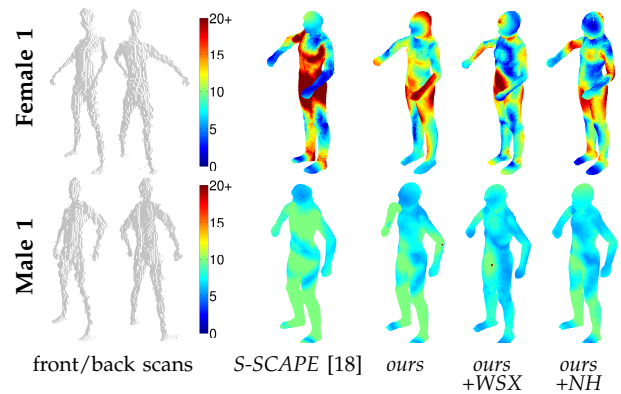 Female 1
20+
15
10
5
0
Male 1
20+
15
10
5
0
front/back scans
S-SCAPE [18]
ours
ours
+WSX
ours
+NH